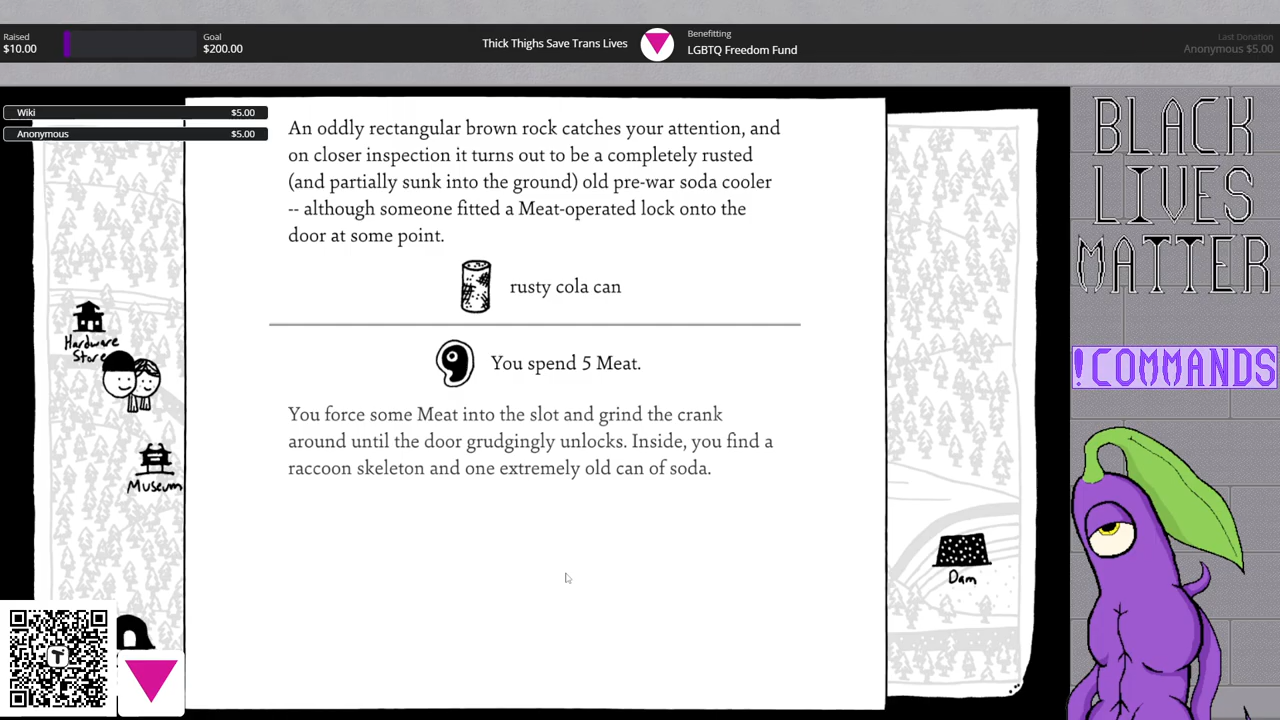 Raised
$10.00
Goal
$200.00
Thick Thighs Save Trans Lives
Benefitting
LGBTQ Freedom Fund
Last Donation
Anonymous $5.00
Wiki $5.00
Anonymous $5.00
An oddly rectangular brown rock catches your attention, and
on closer inspection it turns out to be a completely rusted
(and partially sunk into the ground) old pre-war soda cooler
-- although someone fitted a Meat-operated lock onto the
door at some point.
rusty cola can
You spend 5 Meat.
You force some Meat into the slot and grind the crank
around until the door grudgingly unlocks. Inside, you find a
raccoon skeleton and one extremely old can of soda.
Hardware
Store
Museum
Dam
T
BLACK
LIVES
MATTER
!COMMANDS